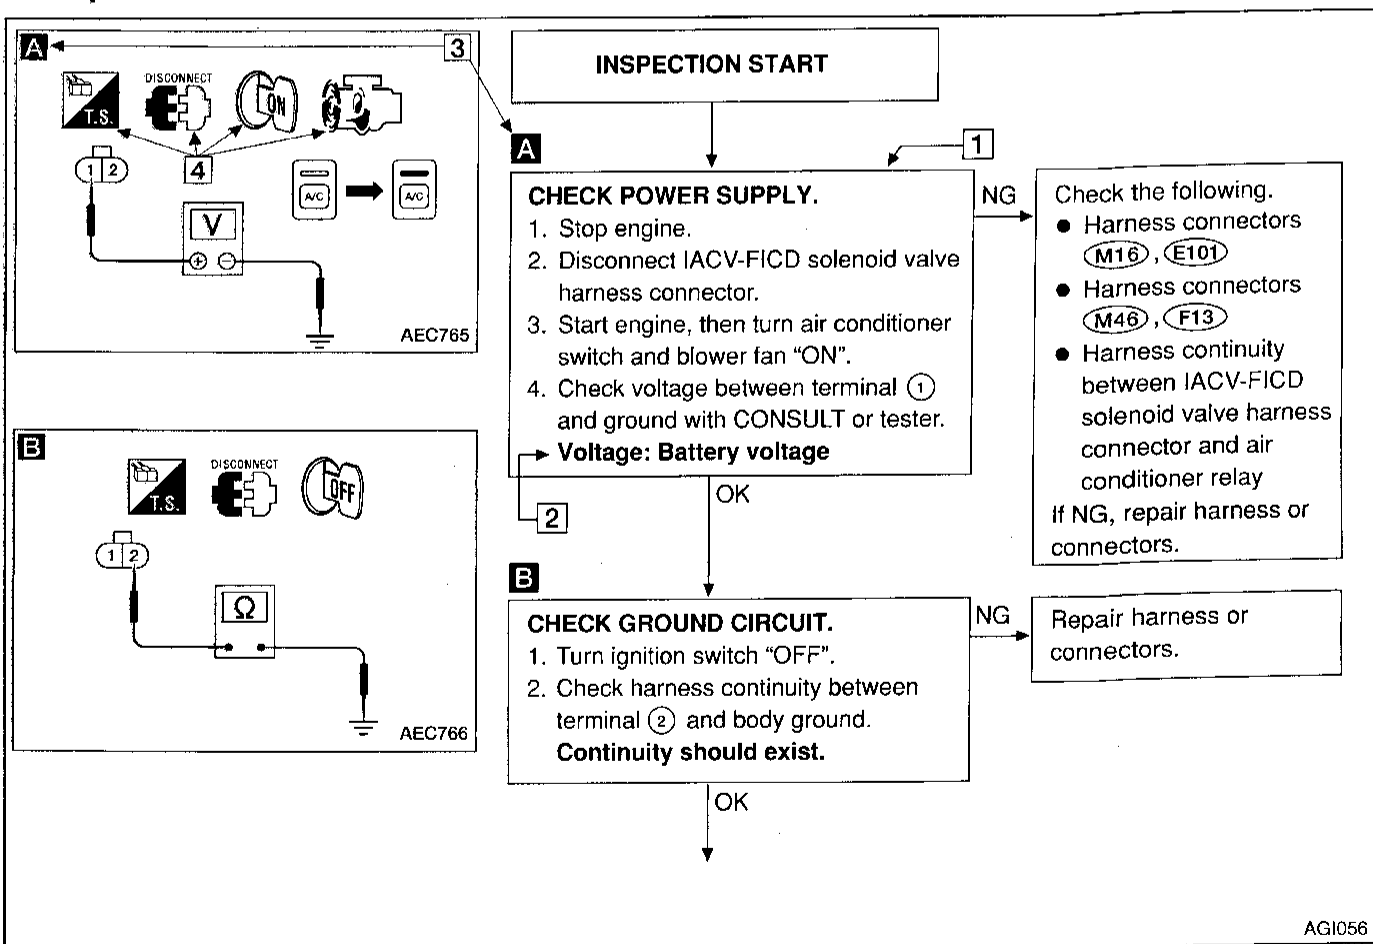 A
3
DISCONNECT
ON
T.S.
1 2
4
A/C
A/C
V
+ −
AEC765
INSPECTION START
A
1
CHECK POWER SUPPLY.
1. Stop engine.
2. Disconnect IACV-FICD solenoid valve
harness connector.
3. Start engine, then turn air conditioner
switch and blower fan “ON”.
4. Check voltage between terminal ①
and ground with CONSULT or tester.
Voltage: Battery voltage
2
NG
Check the following.
● Harness connectors
M16, E101
● Harness connectors
M46, F13
● Harness continuity
between IACV-FICD
solenoid valve harness
connector and air
conditioner relay
If NG, repair harness or
connectors.
OK
B
DISCONNECT
OFF
T.S.
1 2
Ω
AEC766
B
CHECK GROUND CIRCUIT.
1. Turn ignition switch “OFF”.
2. Check harness continuity between
terminal ② and body ground.
Continuity should exist.
NG
Repair harness or
connectors.
OK
AGI056